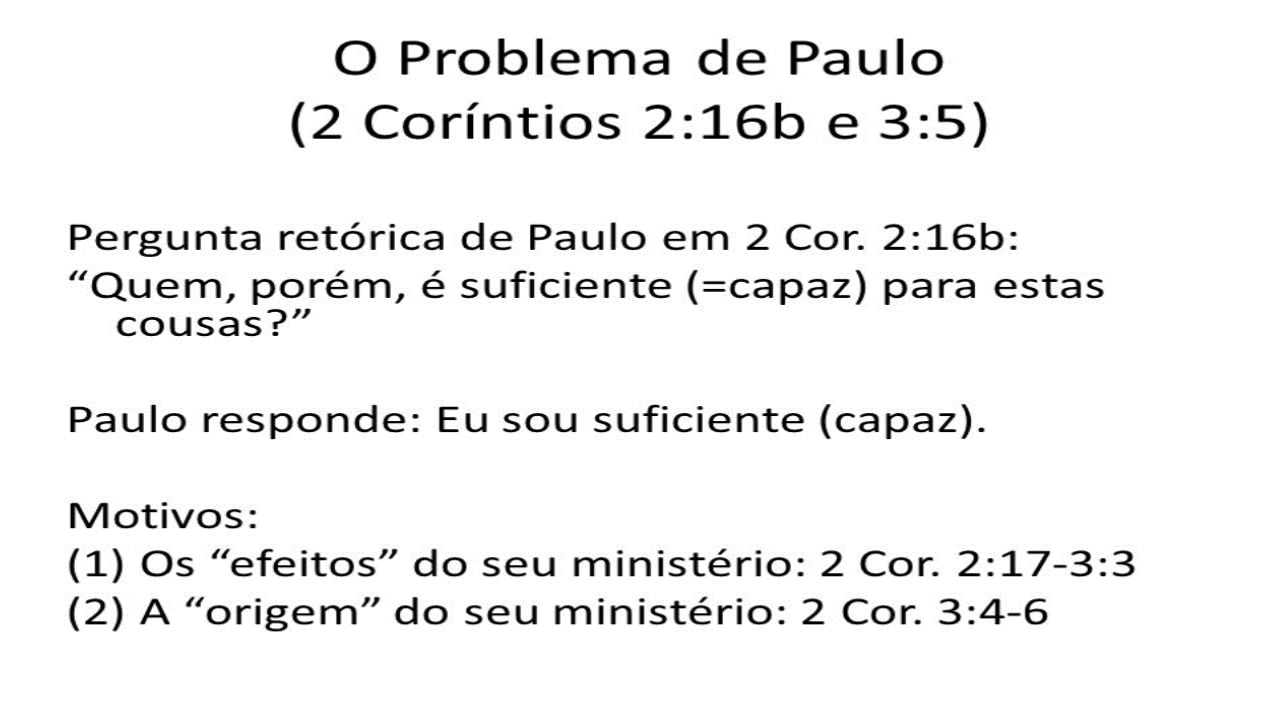 O Problema de Paulo
(2 Coríntios 2:16b e 3:5)
Pergunta retórica de Paulo em 2 Cor. 2:16b:
“Quem, porém, é suficiente (=capaz) para estas
cousas?”
Paulo responde: Eu sou suficiente (capaz).
Motivos:
(1) Os “efeitos” do seu ministério: 2 Cor. 2:17-3:3
(2) A “origem” do seu ministério: 2 Cor. 3:4-6